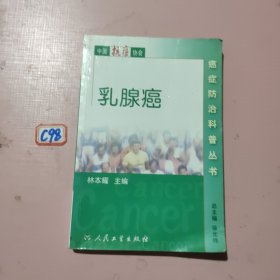 中国抗癌协会
癌症防治科普丛书
乳腺癌
林本耀 主编
Cancer
人民卫生出版社
C98